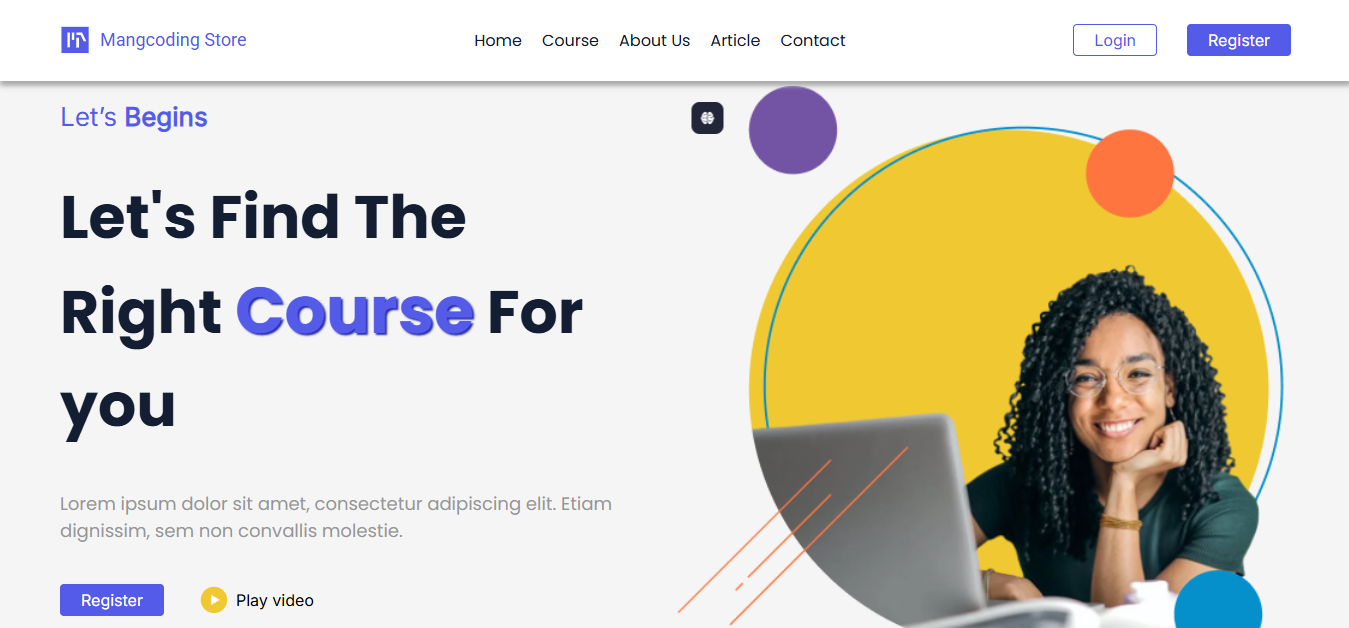 Mangcoding Store
Home Course About Us Article Contact
Login Register
Let’s Begins
Let's Find The
Right Course For
you
Lorem ipsum dolor sit amet, consectetur adipiscing elit. Etiam
dignissim, sem non convallis molestie.
Register Play video